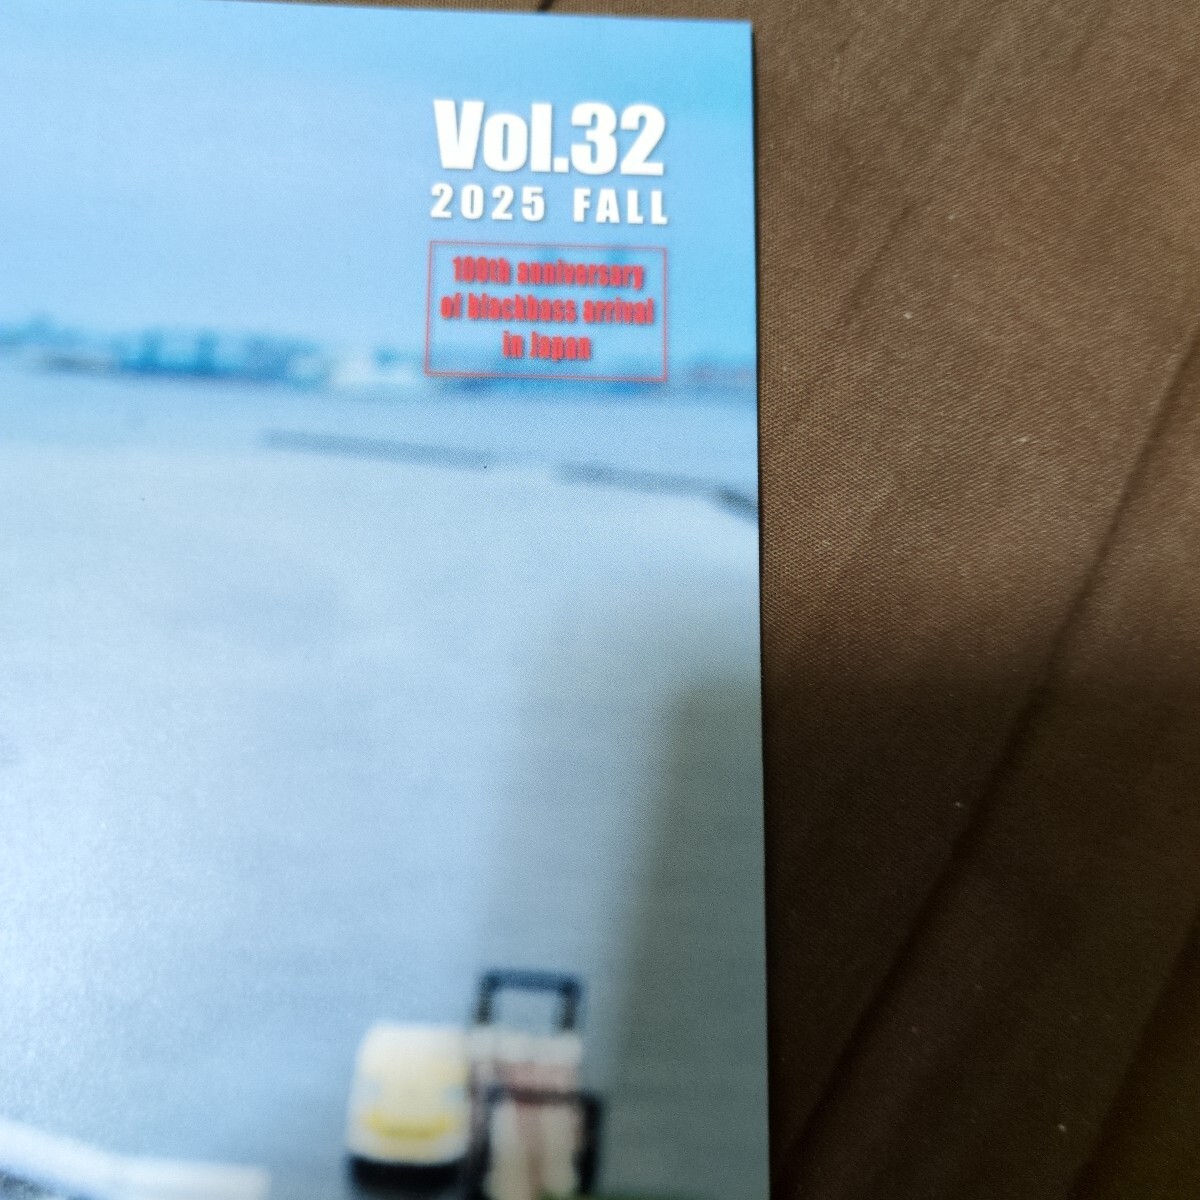 Vol.32
2025 FALL
100th anniversary
of blackbass arrival
in Japan